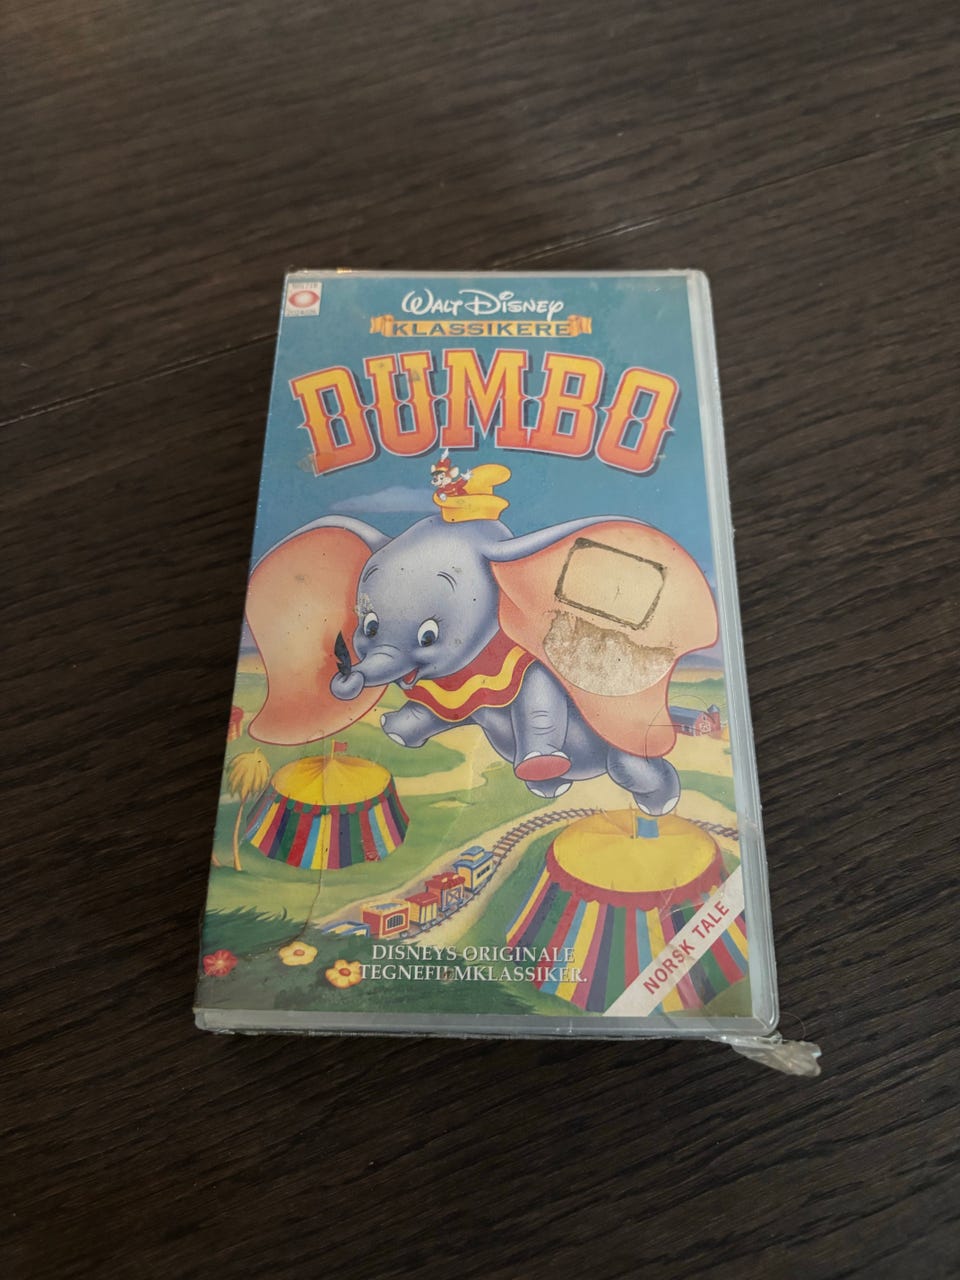 WALT DISNEY
KLASSIKERE
DUMBO
DISNEYS ORIGINALE
TEGNEFILMKLASSIKER.
NORSK TALE